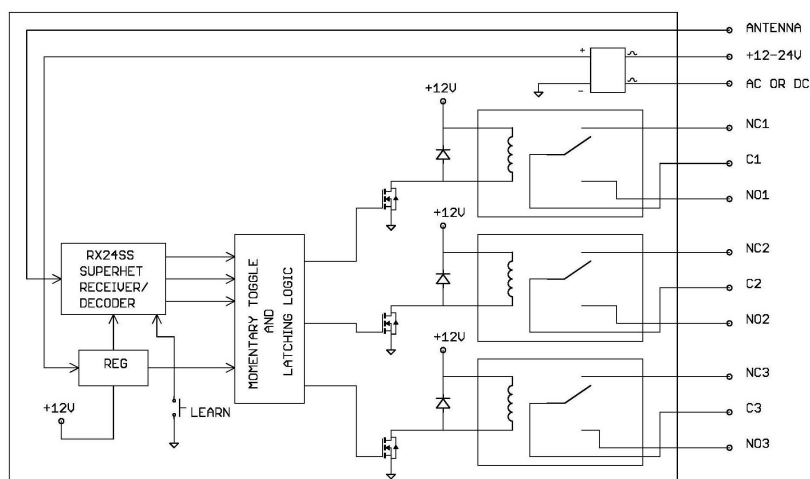 ANTENNA
+12-24V
+
-
AC OR DC
+12V
NC1
C1
NO1
+12V
RX24SS
SUPERHET
RECEIVER/
DECODER
MOMENTARY TOGGLE
AND
LATCHING LOGIC
NC2
C2
NO2
+12V
REG
+12V
LEARN
NC3
C3
NO3